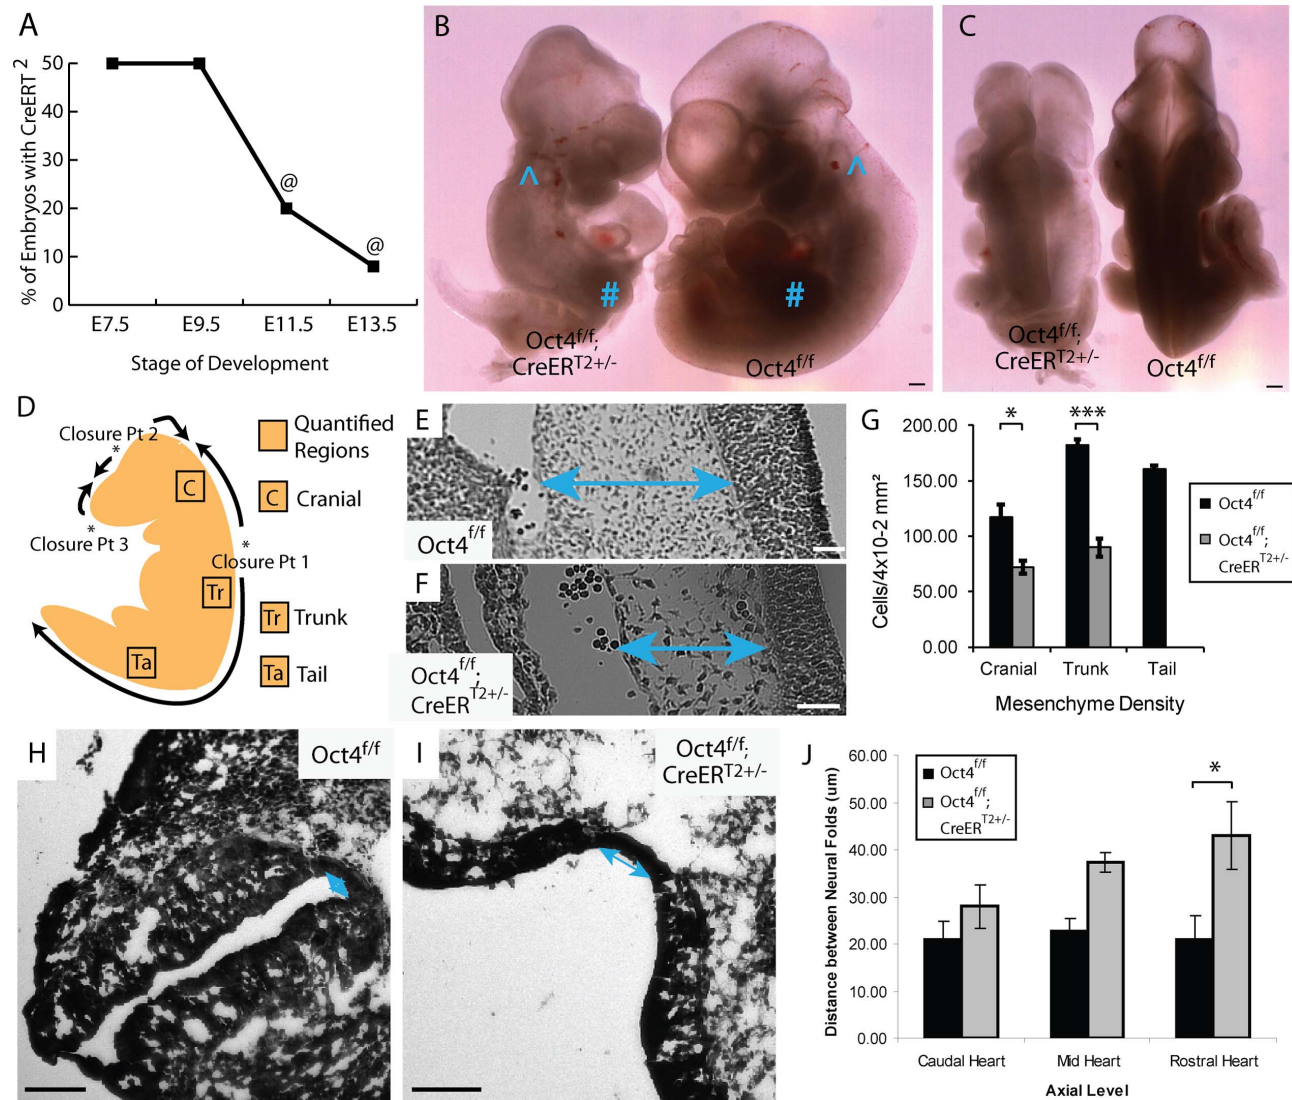 A
% of Embryos with CreERT²
50
40
30
20
10
0
@
@
E7.5 E9.5 E11.5 E13.5
Stage of Development
B
^
^
#
#
Oct4f/f;
CreERT2+/-
Oct4f/f
C
Oct4f/f;
CreERT2+/-
Oct4f/f
D
Closure Pt 2
*
*
Closure Pt 3
*
Closure Pt 1
C
Tr
Ta
Quantified
Regions
C Cranial
Tr Trunk
Ta Tail
E
Oct4f/f
F
Oct4f/f;
CreERT2+/-
G
Cells/4x10-2 mm²
200.00
150.00
100.00
50.00
0.00
*
***
Cranial Trunk Tail
Mesenchyme Density
Oct4f/f
Oct4f/f;
CreERT2+/-
H
Oct4f/f
I
Oct4f/f;
CreERT2+/-
J
Distance between Neural Folds (um)
60.00
50.00
40.00
30.00
20.00
10.00
0.00
Oct4f/f
Oct4f/f;
CreERT2+/-
*
Caudal Heart Mid Heart Rostral Heart
Axial Level